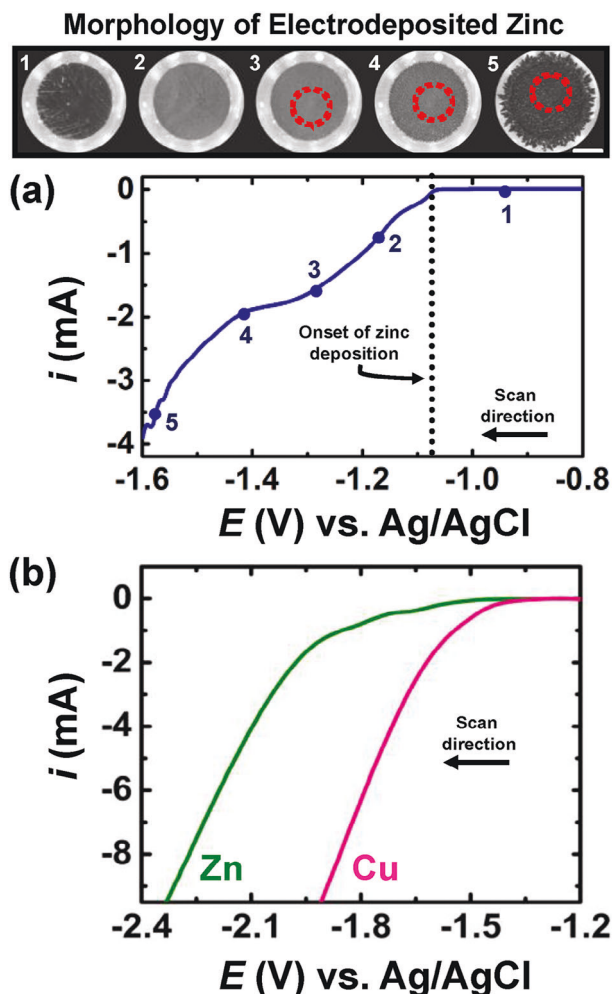 Morphology of Electrodeposited Zinc
1 2 3 4 5
(a)
0
-1
-2
-3
-4
i (mA)
1
2
3
4
5
Onset of zinc
deposition
Scan
direction
-1.6 -1.4 -1.2 -1.0 -0.8
E (V) vs. Ag/AgCl
(b)
0
-2
-4
-6
-8
i (mA)
Scan
direction
Zn Cu
-2.4 -2.1 -1.8 -1.5 -1.2
E (V) vs. Ag/AgCl